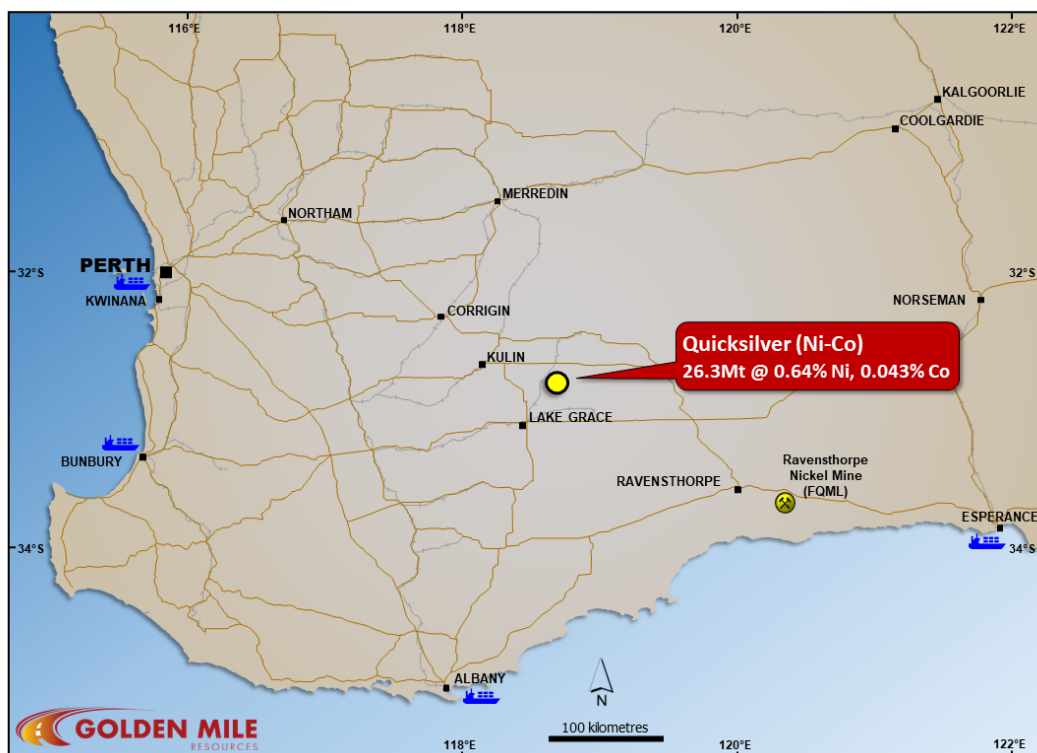 116°E
118°E
120°E
122°E
KALGOORLIE
COOLGARDIE
MERREDIN
NORTHAM
PERTH
32°S
32°S
KWINANA
NORSEMAN
CORRIGIN
Quicksilver (Ni-Co)
26.3Mt @ 0.64% Ni, 0.043% Co
KULIN
LAKE GRACE
BUNBURY
Ravensthorpe
Nickel Mine
(FQML)
RAVENSTHORPE
ESPERANCE
34°S
34°S
ALBANY
N
GOLDEN MILE
RESOURCES
100 kilometres
118°E
120°E
122°E